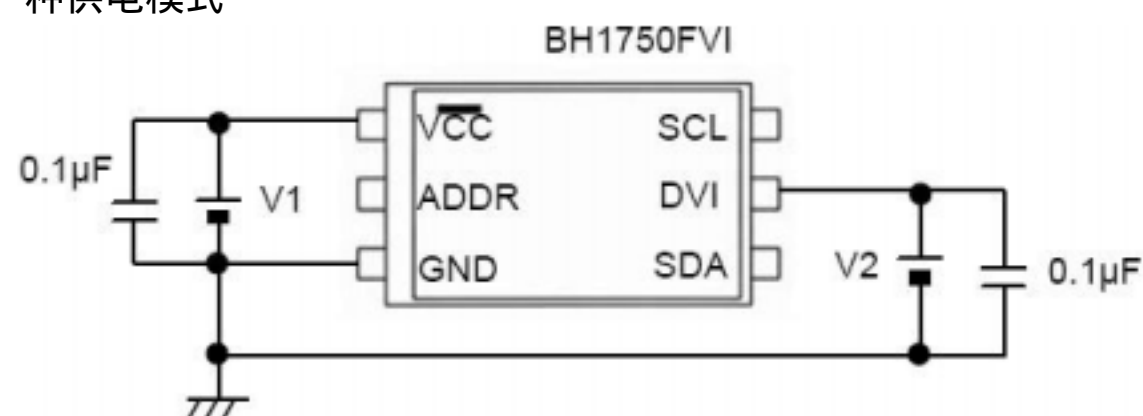 种供电模式
BH1750FVI
VCC
SCL
0.1µF
V1
ADDR
DVI
GND
SDA
V2
0.1µF